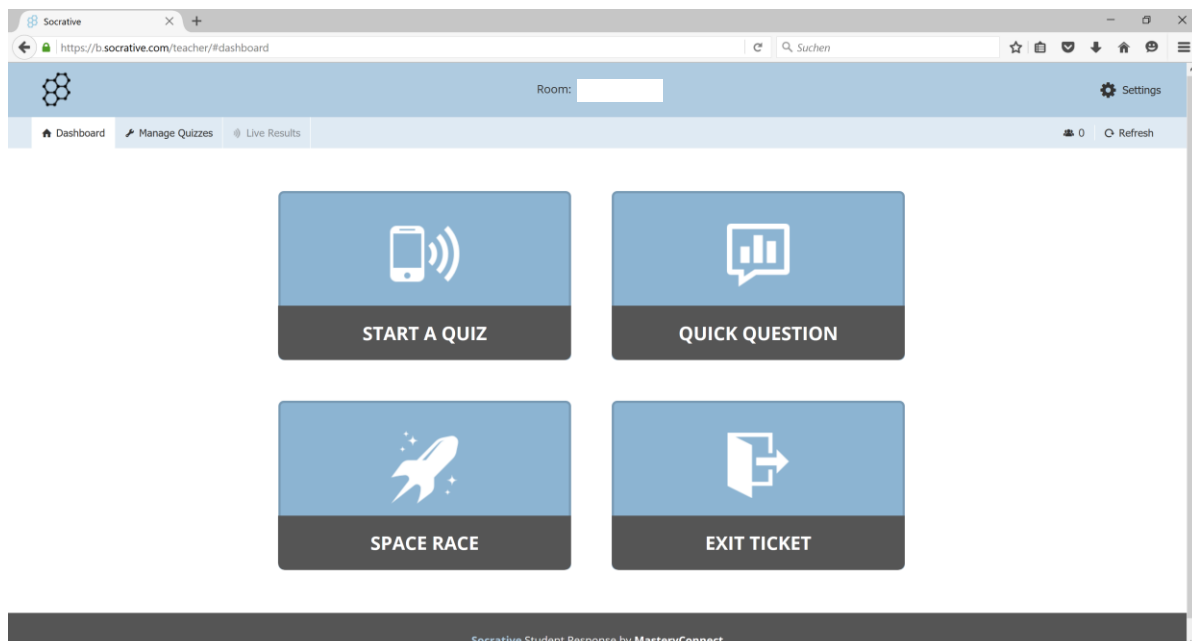 Socrative
https://b.socrative.com/teacher/#dashboard
Suchen
Room:
Settings
Dashboard Manage Quizzes Live Results 0 Refresh
START A QUIZ QUICK QUESTION
SPACE RACE EXIT TICKET
Socrative Student Response by MasteryConnect